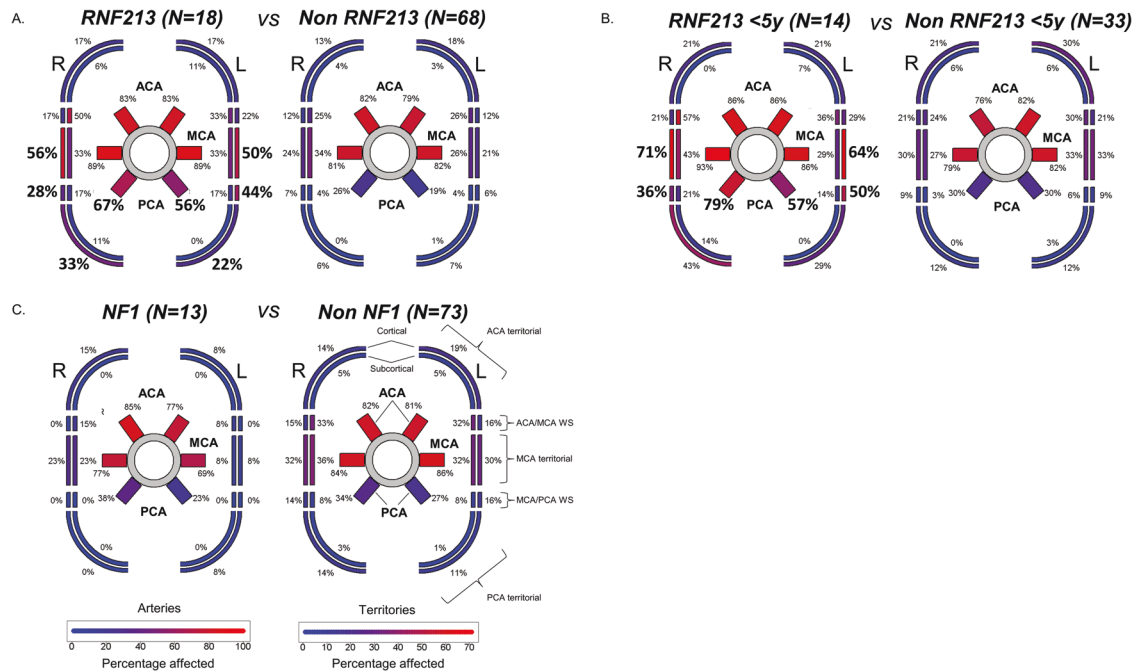 A.
RNF213 (N=18) VS Non RNF213 (N=68)
17% 17% 13% 18%
R L R L
6% 11% 4% 3%
ACA ACA
83% 83% 82% 79%
17% 50% 33% 22% 12% 25% 26% 12%
MCA MCA
56% 33% 33% 50% 24% 34% 26% 21%
89% 89% 81% 82%
28% 17% 17% 44% 7% 4% 26% 19% 4% 6%
67% PCA 56% PCA
11% 0% 0% 1%
33% 22% 6% 7%
B.
RNF213 <5y (N=14) VS Non RNF213 <5y (N=33)
21% 21% 21% 30%
R L R L
0% 7% 6% 6%
ACA ACA
86% 86% 76% 82%
21% 57% 36% 29% 21% 24% 30% 21%
MCA MCA
71% 43% 29% 64% 30% 27% 33% 33%
93% 86% 79% 82%
36% 21% 14% 50% 9% 3% 30% 30% 6% 9%
79% PCA 57% PCA
14% 0% 0% 3%
43% 29% 12% 12%
C.
NF1 (N=13) VS Non NF1 (N=73)
15% 8% 14% Cortical 19% ACA territorial
R L R L
0% 0% 5% Subcortical 5%
ACA ACA
85% 77% 82% 81%
0% 15% 8% 0% 15% 33% 32% 16% ACA/MCA WS
MCA MCA
23% 23% 8% 8% 32% 36% 32% 30% MCA territorial
77% 69% 84% 86%
0% 0% 38% 23% 0% 0% 14% 8% 34% 27% 8% 16% MCA/PCA WS
PCA PCA
0% 0% 3% 1%
0% 8% 14% 11%
PCA territorial
Arteries
0 20 40 60 80 100
Percentage affected
Territories
0 10 20 30 40 50 60 70
Percentage affected